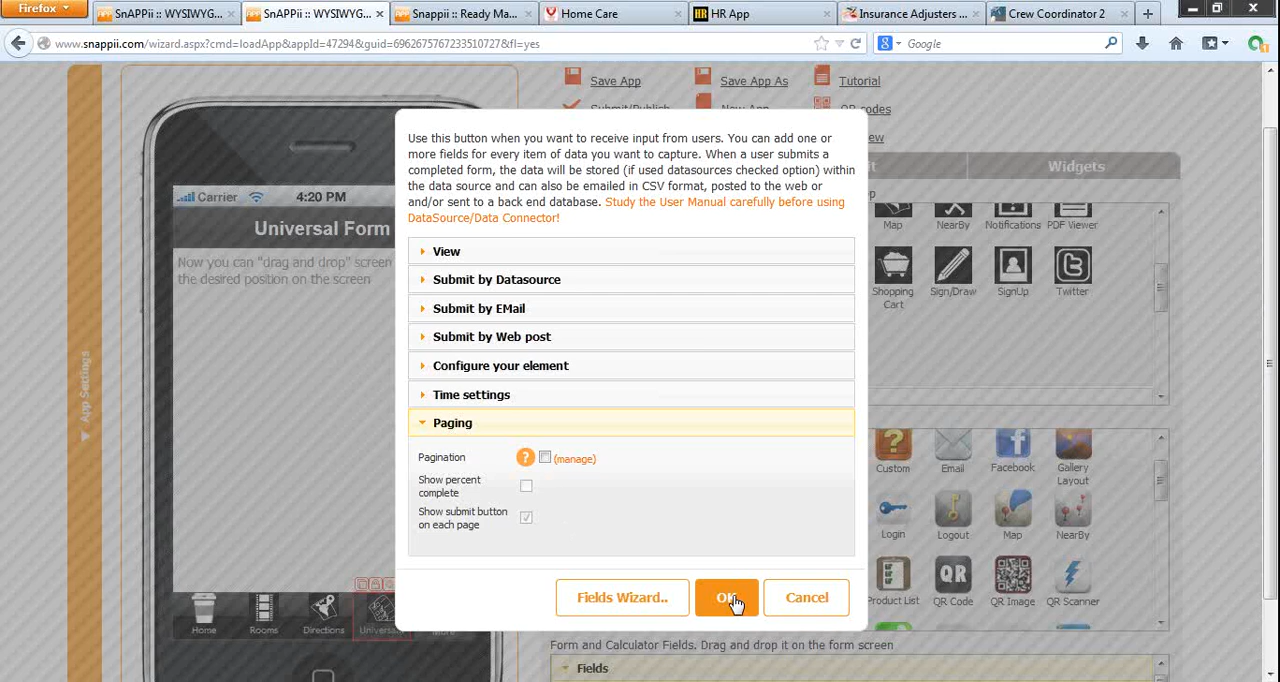 Firefox
SnAPPii :: WYSIWYG...
SnAPPii :: WYSIWYG...
Snappii :: Ready Ma...
Home Care
HR App
Insurance Adjusters ...
Crew Coordinator 2
www.snappii.com/wizard.aspx?cmd=loadApp&appId=47294&guid=6962675767233510727&fl=yes
Google
Save App
Save App As
Tutorial
Submit/Publish
New App
QR codes
Widgets
App Settings
Carrier
4:20 PM
Universal Form
Now you can "drag and drop" screen
the desired position on the screen
Home
Rooms
Directions
Universa
More
Use this button when you want to receive input from users. You can add one or
more fields for every item of data you want to capture. When a user submits a
completed form, the data will be stored (if used datasources checked option) within
the data source and can also be emailed in CSV format, posted to the web or
and/or sent to a back end database. Study the User Manual carefully before using
DataSource/Data Connector!
View
Submit by Datasource
Submit by EMail
Submit by Web post
Configure your element
Time settings
Paging
Pagination
? (manage)
Show percent
complete
Show submit button
on each page
Fields Wizard..
OK
Cancel
Map
NearBy
Notifications
PDF Viewer
Shopping
Cart
Sign/Draw
SignUp
Twitter
Custom
Email
Facebook
Gallery
Layout
Login
Logout
Map
NearBy
Product List
QR Code
QR Image
QR Scanner
Form and Calculator Fields. Drag and drop it on the form screen
Fields